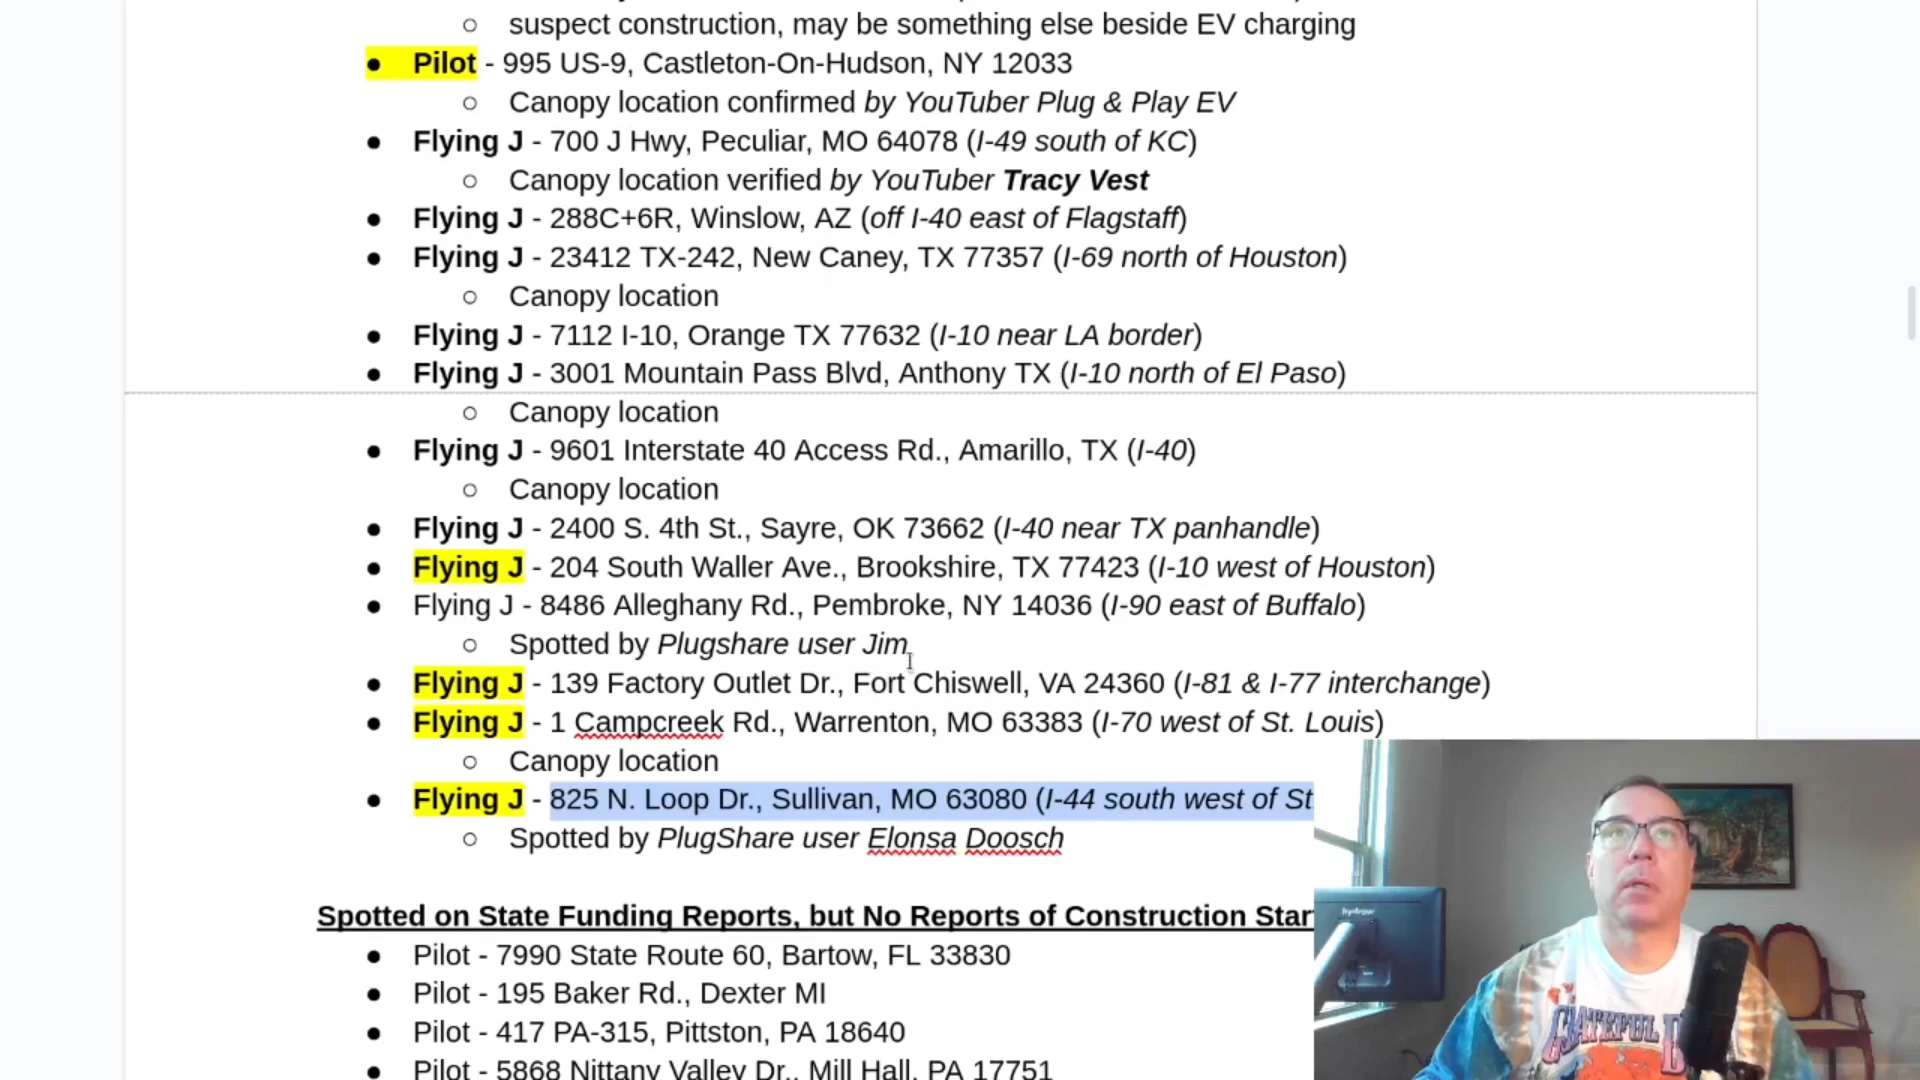 ○ suspect construction, may be something else beside EV charging
● Pilot - 995 US-9, Castleton-On-Hudson, NY 12033
○ Canopy location confirmed by YouTuber Plug & Play EV
● Flying J - 700 J Hwy, Peculiar, MO 64078 (I-49 south of KC)
○ Canopy location verified by YouTuber Tracy Vest
● Flying J - 288C+6R, Winslow, AZ (off I-40 east of Flagstaff)
● Flying J - 23412 TX-242, New Caney, TX 77357 (I-69 north of Houston)
○ Canopy location
● Flying J - 7112 I-10, Orange TX 77632 (I-10 near LA border)
● Flying J - 3001 Mountain Pass Blvd, Anthony TX (I-10 north of El Paso)
○ Canopy location
● Flying J - 9601 Interstate 40 Access Rd., Amarillo, TX (I-40)
○ Canopy location
● Flying J - 2400 S. 4th St., Sayre, OK 73662 (I-40 near TX panhandle)
● Flying J - 204 South Waller Ave., Brookshire, TX 77423 (I-10 west of Houston)
● Flying J - 8486 Alleghany Rd., Pembroke, NY 14036 (I-90 east of Buffalo)
○ Spotted by Plugshare user Jim
● Flying J - 139 Factory Outlet Dr., Fort Chiswell, VA 24360 (I-81 & I-77 interchange)
● Flying J - 1 Campcreek Rd., Warrenton, MO 63383 (I-70 west of St. Louis)
○ Canopy location
● Flying J - 825 N. Loop Dr., Sullivan, MO 63080 (I-44 south west of St
○ Spotted by PlugShare user Elonsa Doosch
Spotted on State Funding Reports, but No Reports of Construction Star
● Pilot - 7990 State Route 60, Bartow, FL 33830
● Pilot - 195 Baker Rd., Dexter MI
● Pilot - 417 PA-315, Pittston, PA 18640
● Pilot - 5868 Nittany Valley Dr., Mill Hall, PA 17751
GRATEFUL D